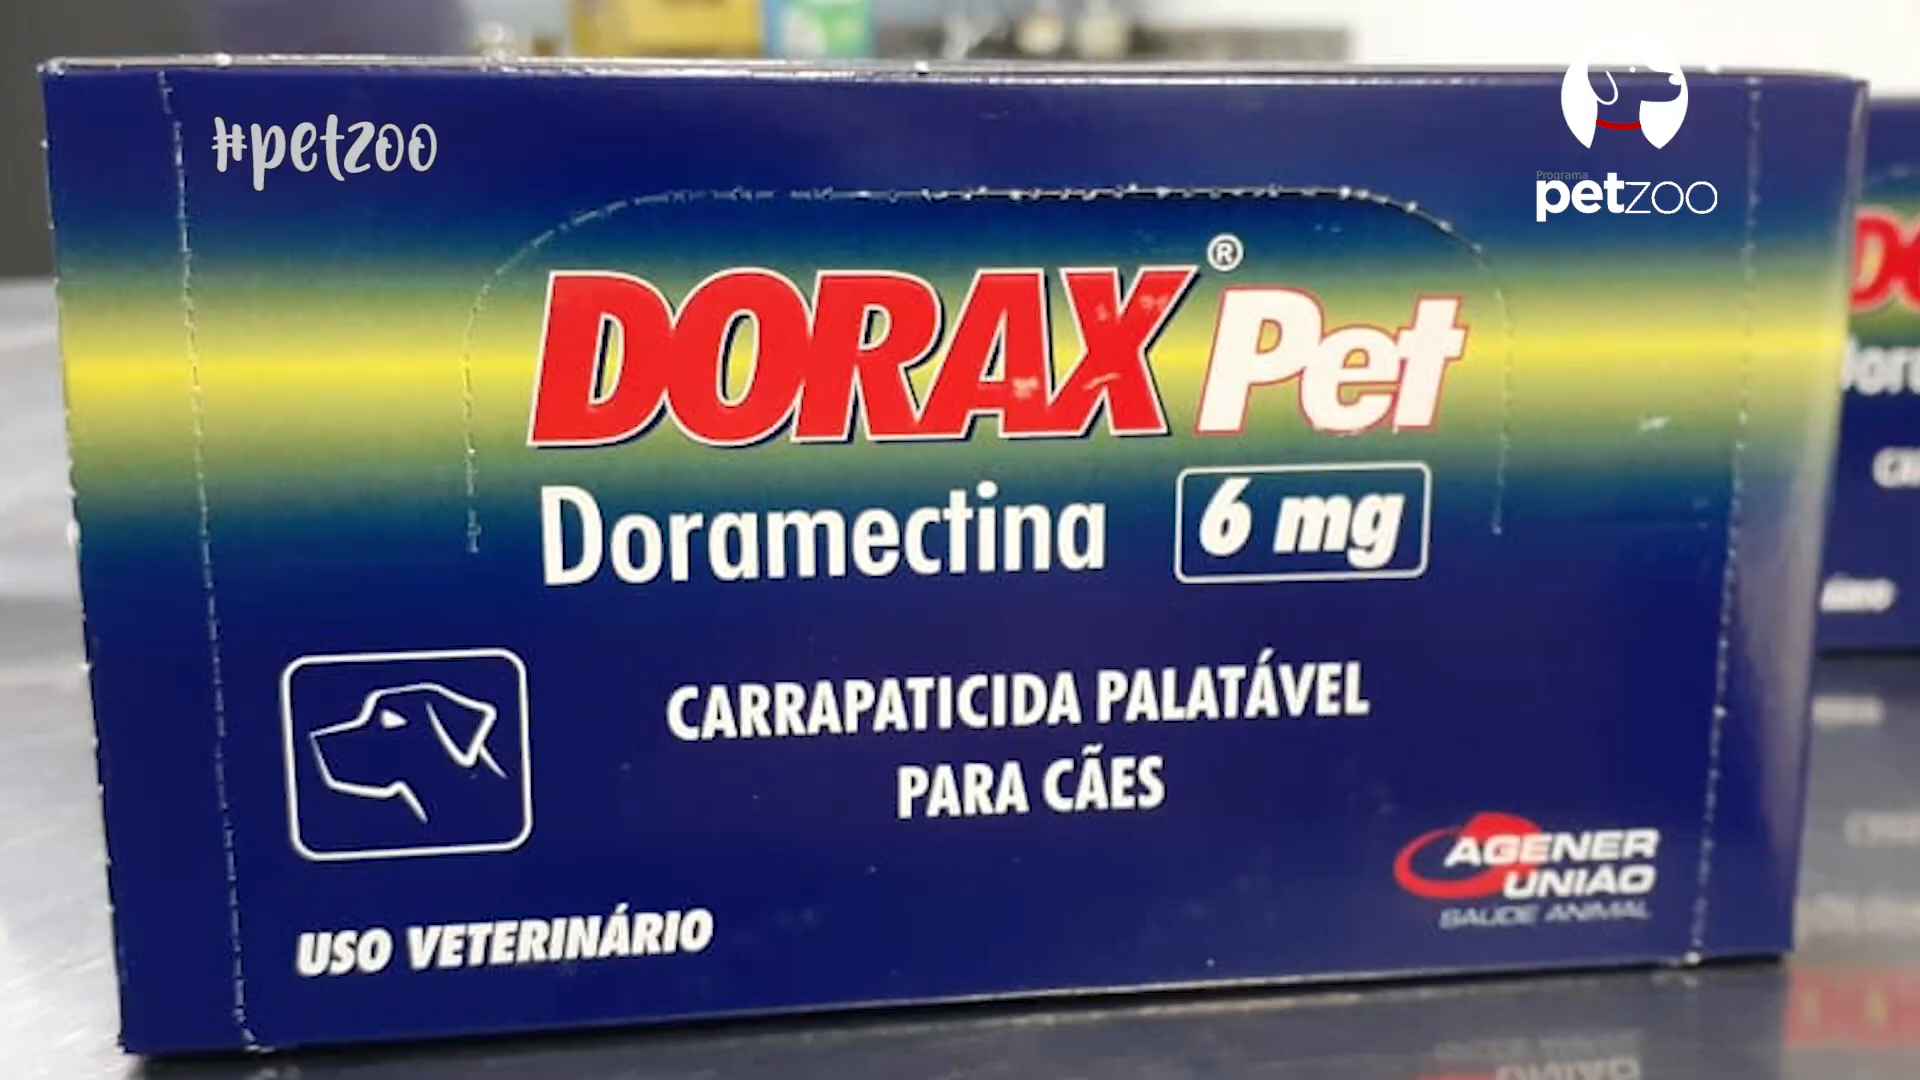 #petzoo
Programa
petzoo
DORAX® Pet
Doramectina 6 mg
CARRAPATICIDA PALATÁVEL
PARA CÃES
AGENER
UNIÃO
SAÚDE ANIMAL
USO VETERINÁRIO